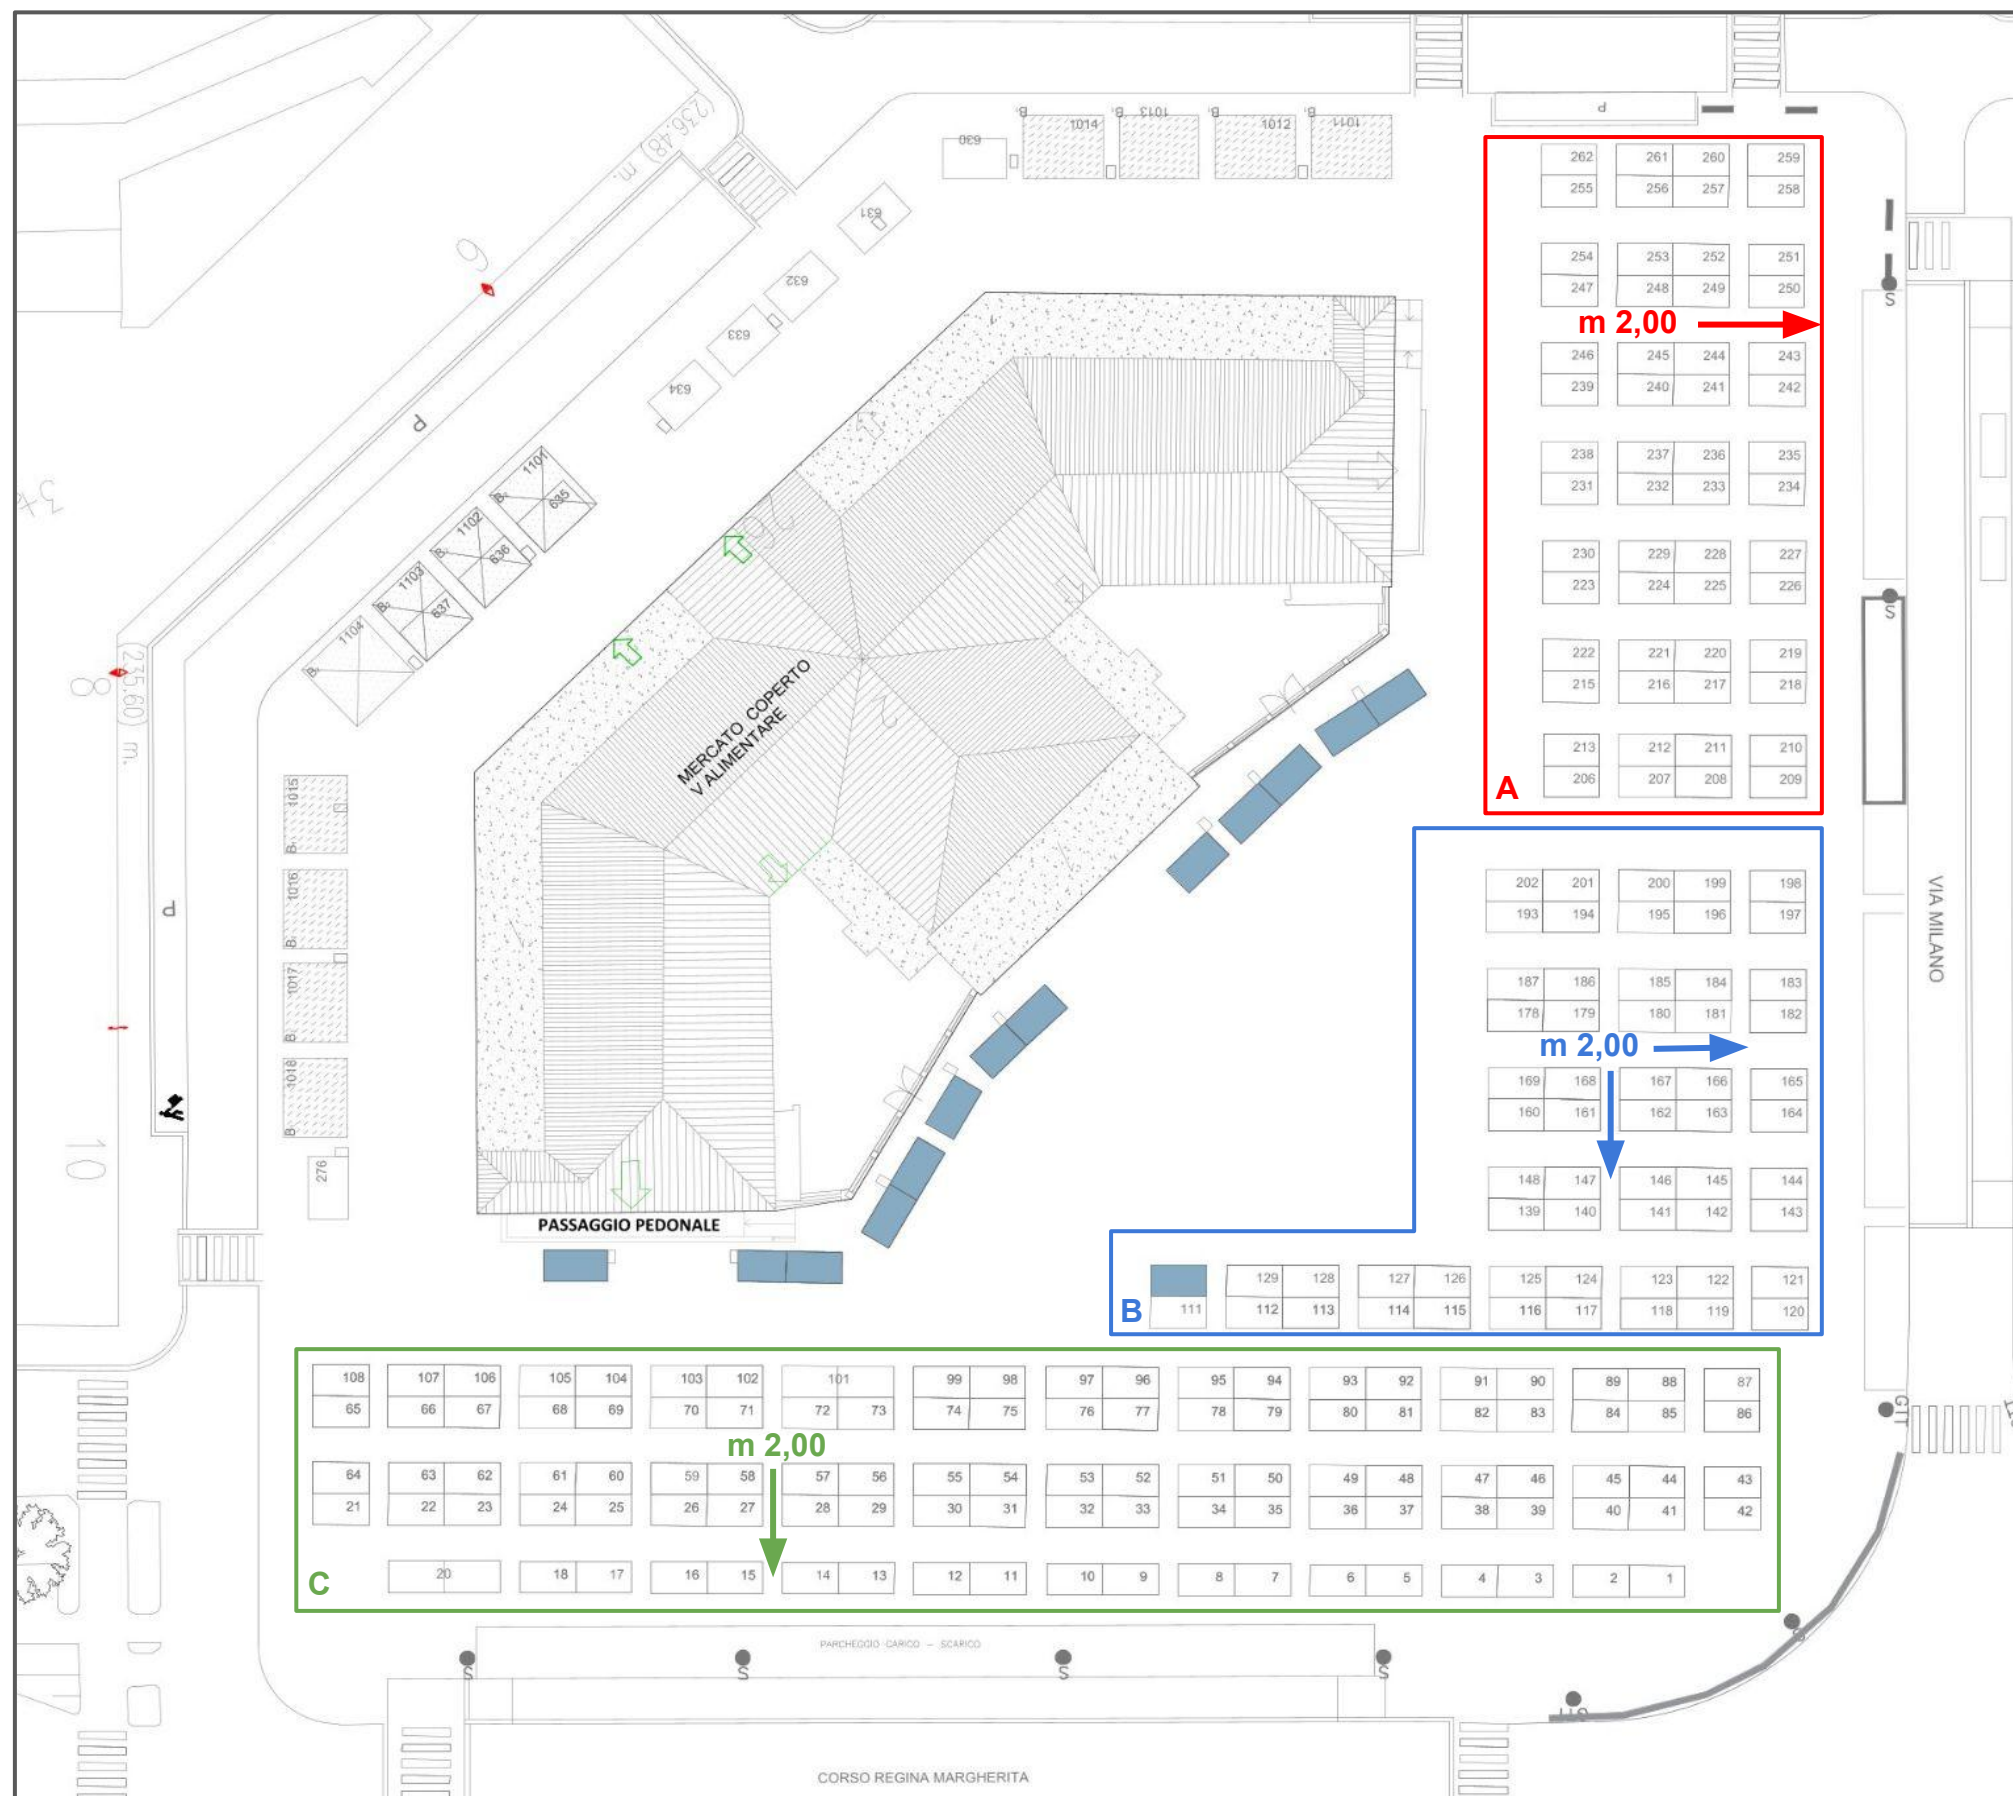 P
B₁ 1014 B₁ 1013 B₁ 1012 B₁ 1011
630
(236.48) m.
631
632
633
634
6
P
262 261 260 259
255 256 257 258
254 253 252 251
247 248 249 250
m 2,00
246 245 244 243
239 240 241 242
238 237 236 235
231 232 233 234
230 229 228 227
223 224 225 226
222 221 220 219
215 216 217 218
213 212 211 210
206 207 208 209
A
S
S
1101
635
1102
636
1103
637
1104
8
(235.60) m.
MERCATO COPERTO
V ALIMENTARE
1015
1016
1017
1018
276
P
10
VIA MILANO
202 201 200 199 198
193 194 195 196 197
187 186 185 184 183
178 179 180 181 182
m 2,00
169 168 167 166 165
160 161 162 163 164
148 147 146 145 144
139 140 141 142 143
PASSAGGIO PEDONALE
129 128 127 126 125 124 123 122 121
B
111 112 113 114 115 116 117 118 119 120
108 107 106 105 104 103 102 101 99 98 97 96 95 94 93 92 91 90 89 88 87
65 66 67 68 69 70 71 72 73 74 75 76 77 78 79 80 81 82 83 84 85 86
GTT
m 2,00
64 63 62 61 60 59 58 57 56 55 54 53 52 51 50 49 48 47 46 45 44 43
21 22 23 24 25 26 27 28 29 30 31 32 33 34 35 36 37 38 39 40 41 42
C
20 18 17 16 15 14 13 12 11 10 9 8 7 6 5 4 3 2 1
PARCHEGGIO CARICO – SCARICO
S S S S S
GTT
CORSO REGINA MARGHERITA